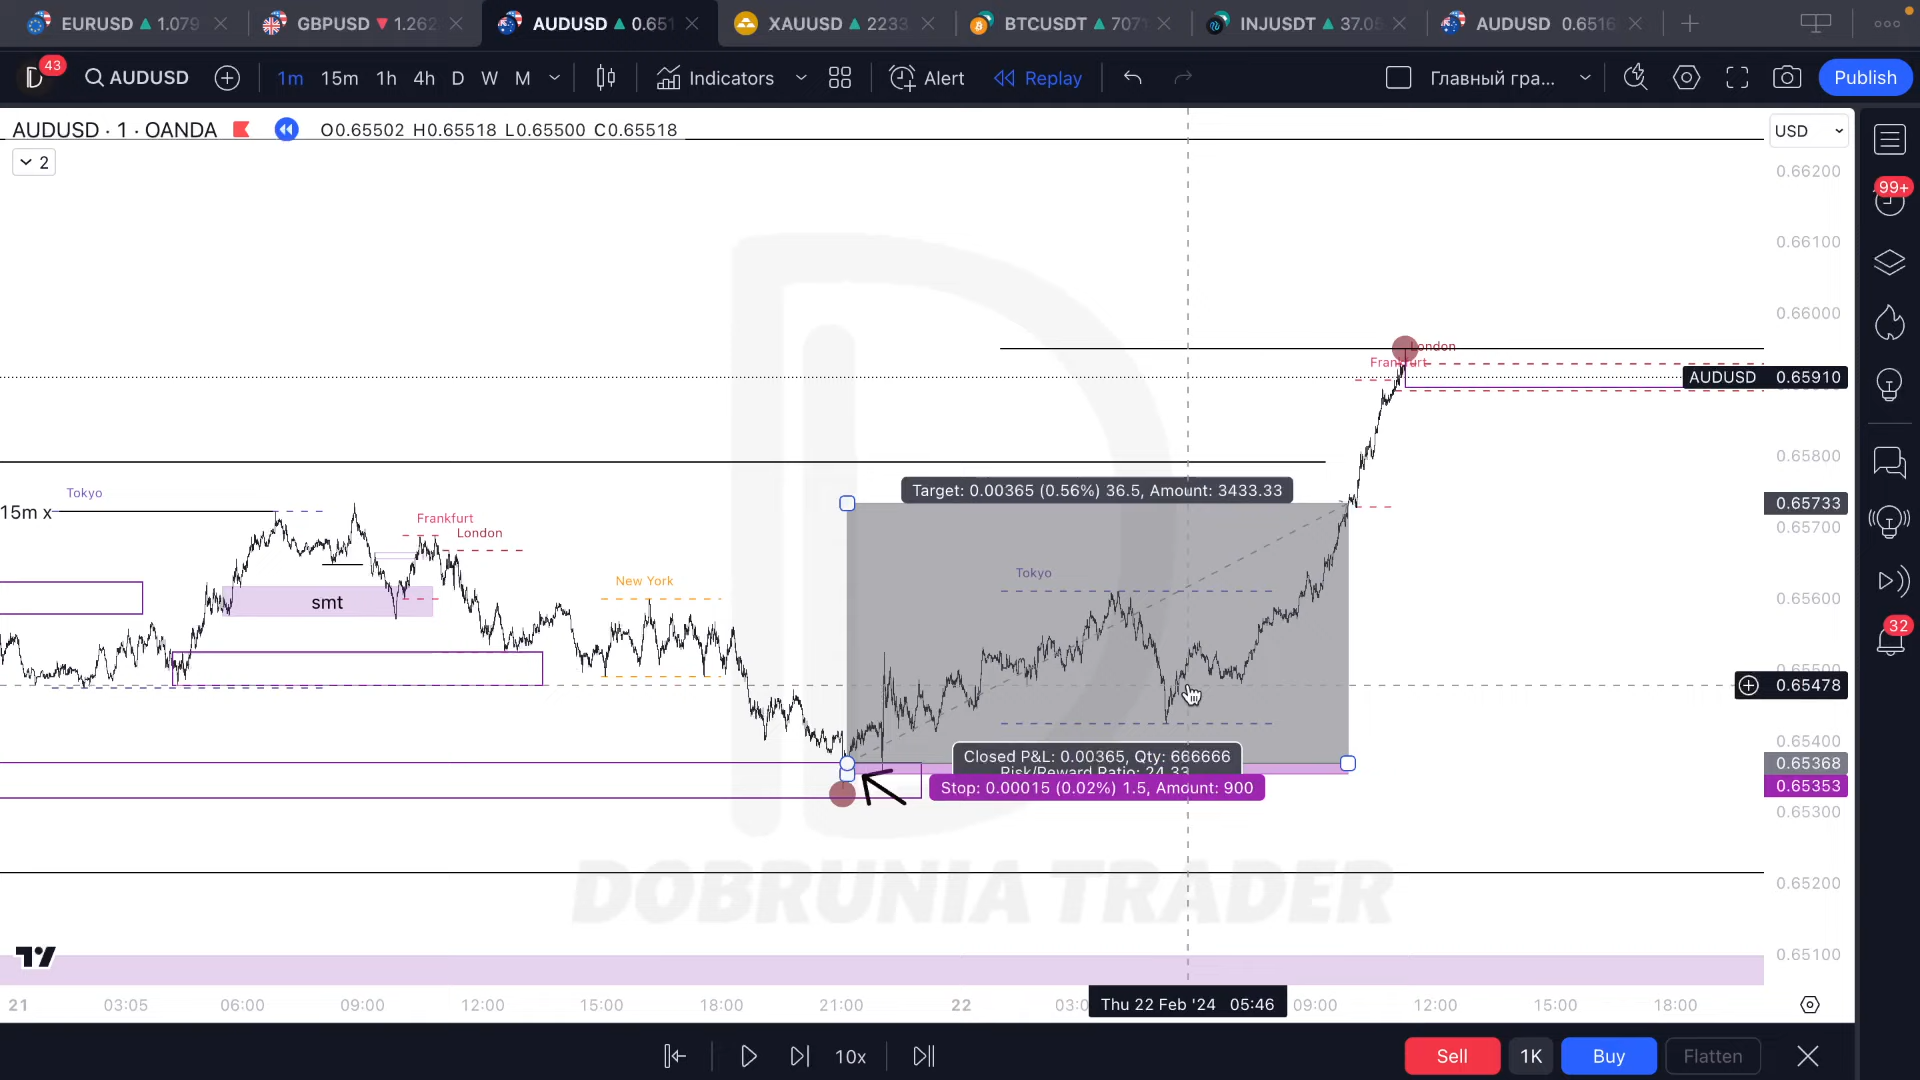 EURUSD 1.079
GBPUSD 1.262
AUDUSD 0.651
XAUUSD 2233
BTCUSDT 7071
INJUSDT 37.05
AUDUSD 0.6516
43
AUDUSD
1m 15m 1h 4h D W M
Indicators
Alert
Replay
Главный гра...
Publish
AUDUSD · 1 · OANDA
O0.65502 H0.65518 L0.65500 C0.65518
USD
2
0.66200
99+
0.66100
0.66000
London
Frankfurt
AUDUSD 0.65910
0.65800
Target: 0.00365 (0.56%) 36.5, Amount: 3433.33
Tokyo
15m x
0.65733
Frankfurt
London
0.65700
New York
Tokyo
smt
0.65600
32
0.65500
0.65478
0.65400
Closed P&L: 0.00365, Qty: 666666
Risk/Reward Ratio: 24.33
0.65368
Stop: 0.00015 (0.02%) 1.5, Amount: 900
0.65353
0.65300
DOBRUNIA TRADER
0.65200
0.65100
21 03:05 06:00 09:00 12:00 15:00 18:00 21:00 22 03:0 Thu 22 Feb '24 05:46 09:00 12:00 15:00 18:00
10x
Sell
1K
Buy
Flatten